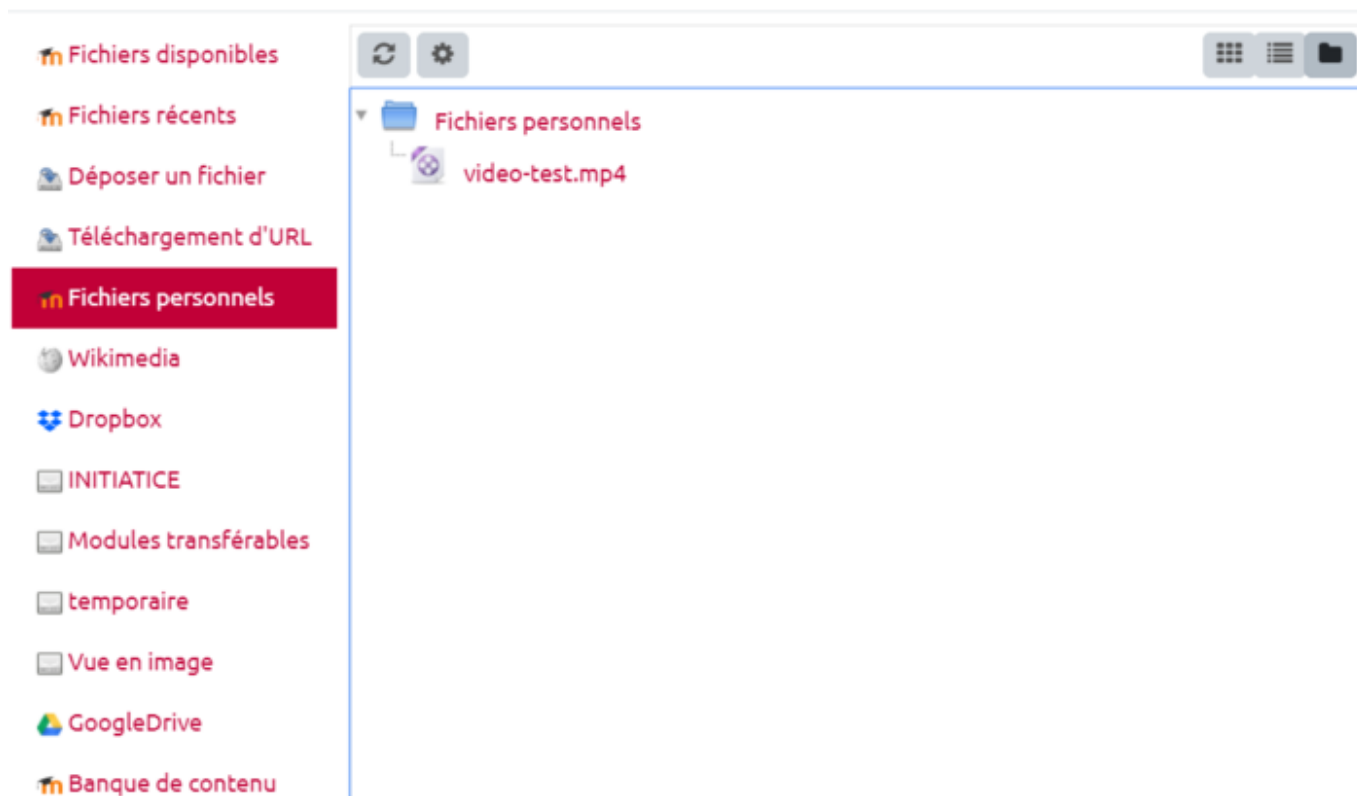 Fichiers disponibles
Fichiers récents
Déposer un fichier
Téléchargement d'URL
Fichiers personnels
Wikimedia
Dropbox
INITIATICE
Modules transférables
temporaire
Vue en image
GoogleDrive
Banque de contenu
Fichiers personnels
video-test.mp4